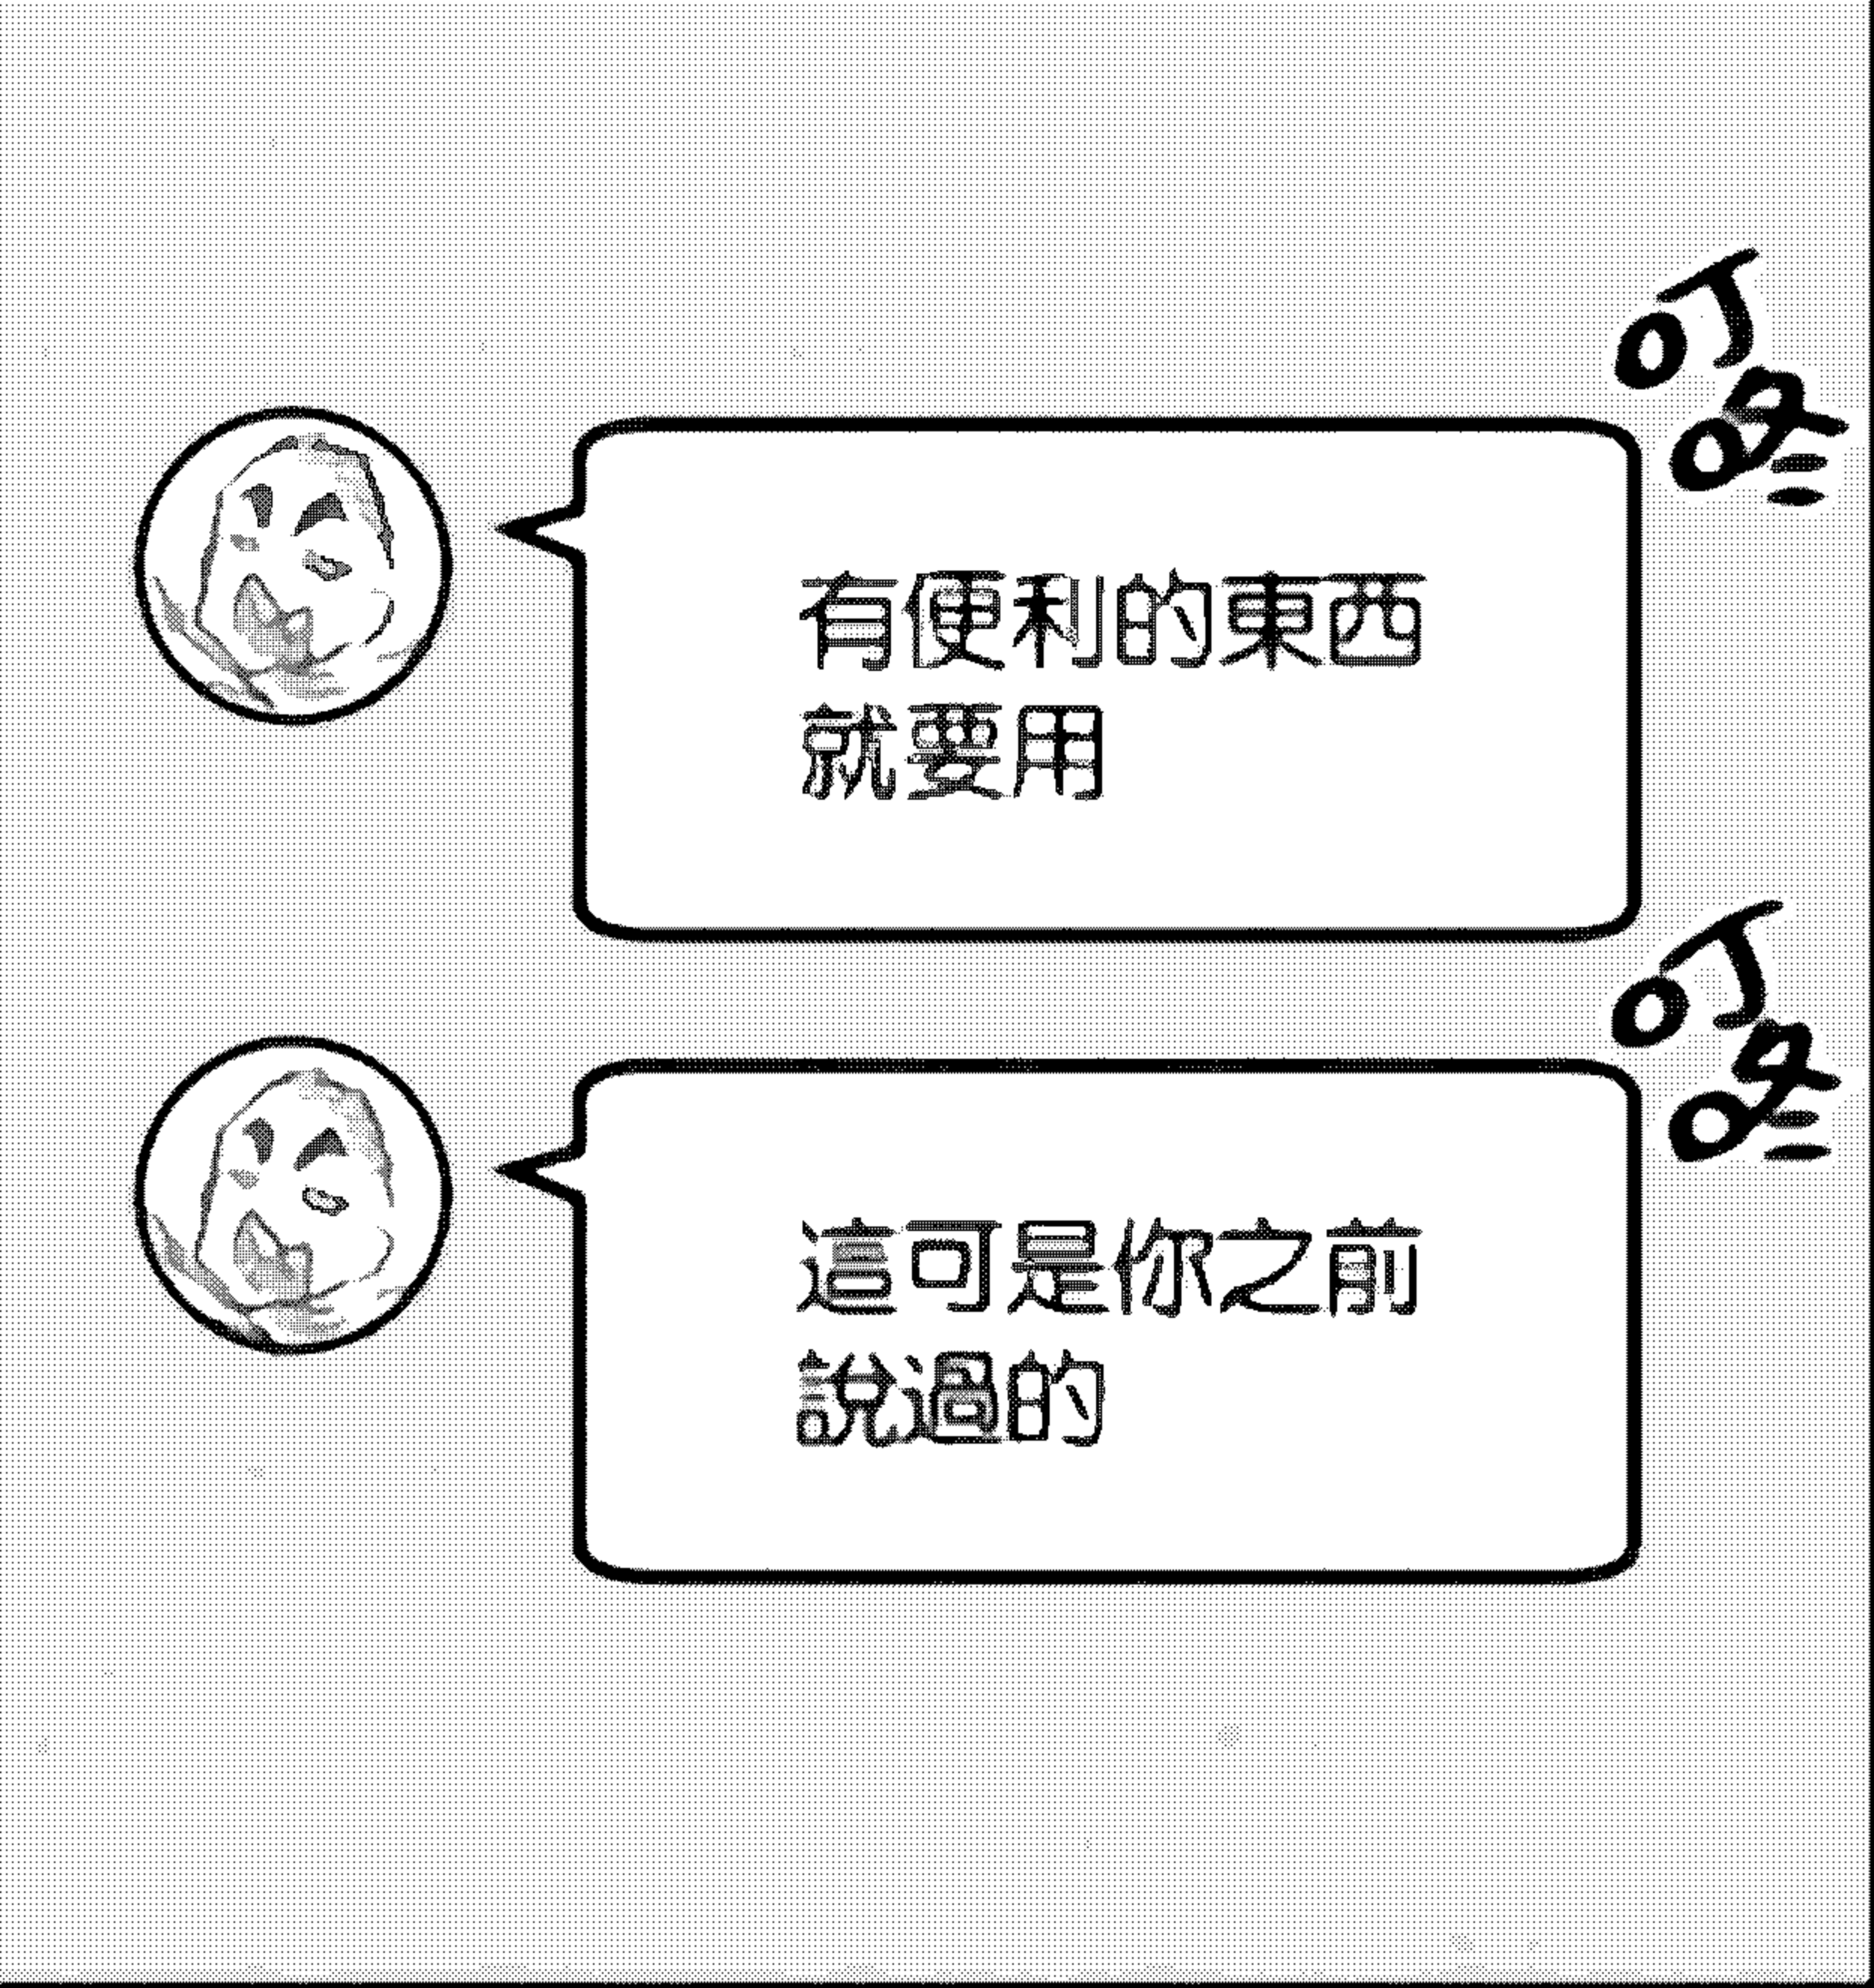 叮咚
有便利的東西
就要用
叮咚
這可是你之前
說過的